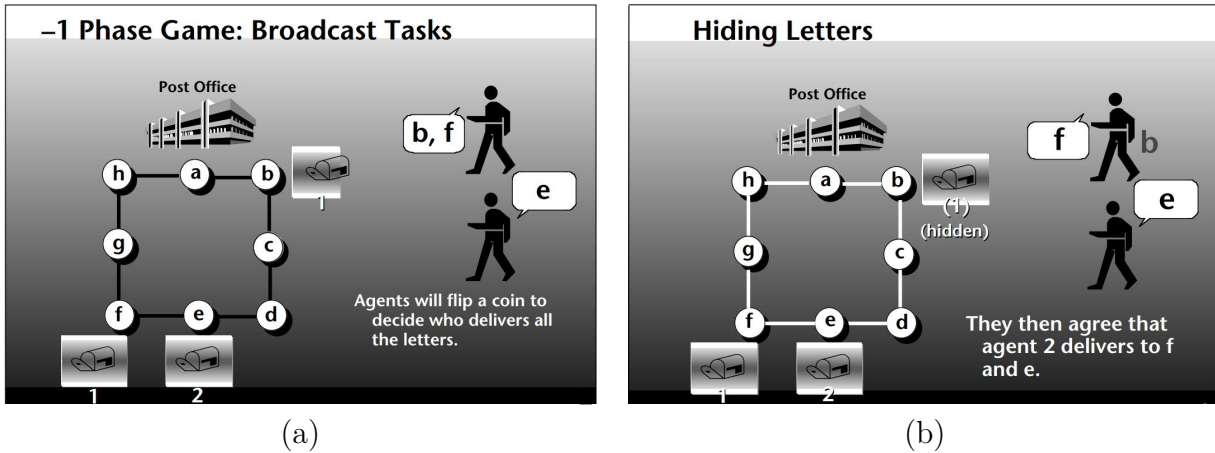 –1 Phase Game: Broadcast Tasks
Post Office
b, f
e
h
a
b
1
g
c
f
e
d
Agents will flip a coin to
decide who delivers all
the letters.
1
2
(a)
Hiding Letters
Post Office
f
b
e
h
a
b
(1)
(hidden)
g
c
f
e
d
They then agree that
agent 2 delivers to f
and e.
1
2
(b)